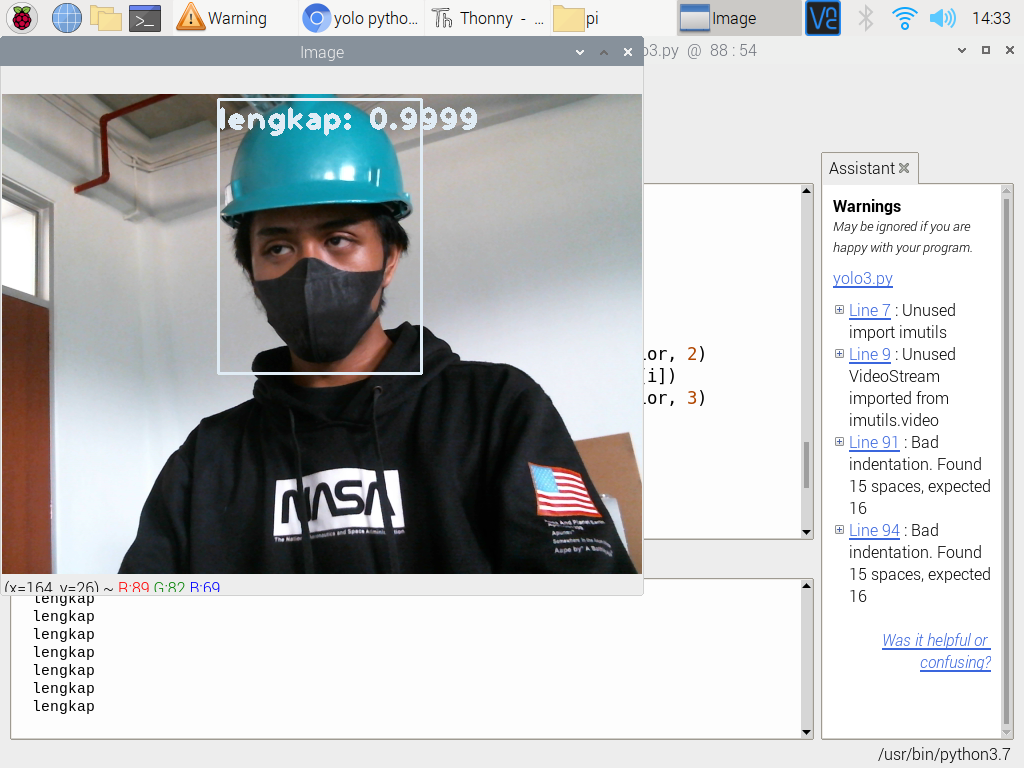 Warning
yolo pytho...
Thonny - ...
pi
Image
14:33
Image
o3.py @ 88 : 54
lengkap: 0.9999
NASA
(x=164, y=26) ~ R:89 G:82 B:69
lor, 2)
[i])
lor, 3)
Assistant
Warnings
May be ignored if you are
happy with your program.
yolo3.py
Line 7 : Unused
import imutils
Line 9 : Unused
VideoStream
imported from
imutils.video
Line 91 : Bad
indentation. Found
15 spaces, expected
16
Line 94 : Bad
indentation. Found
15 spaces, expected
16
Was it helpful or
confusing?
lengkap
lengkap
lengkap
lengkap
lengkap
lengkap
lengkap
/usr/bin/python3.7